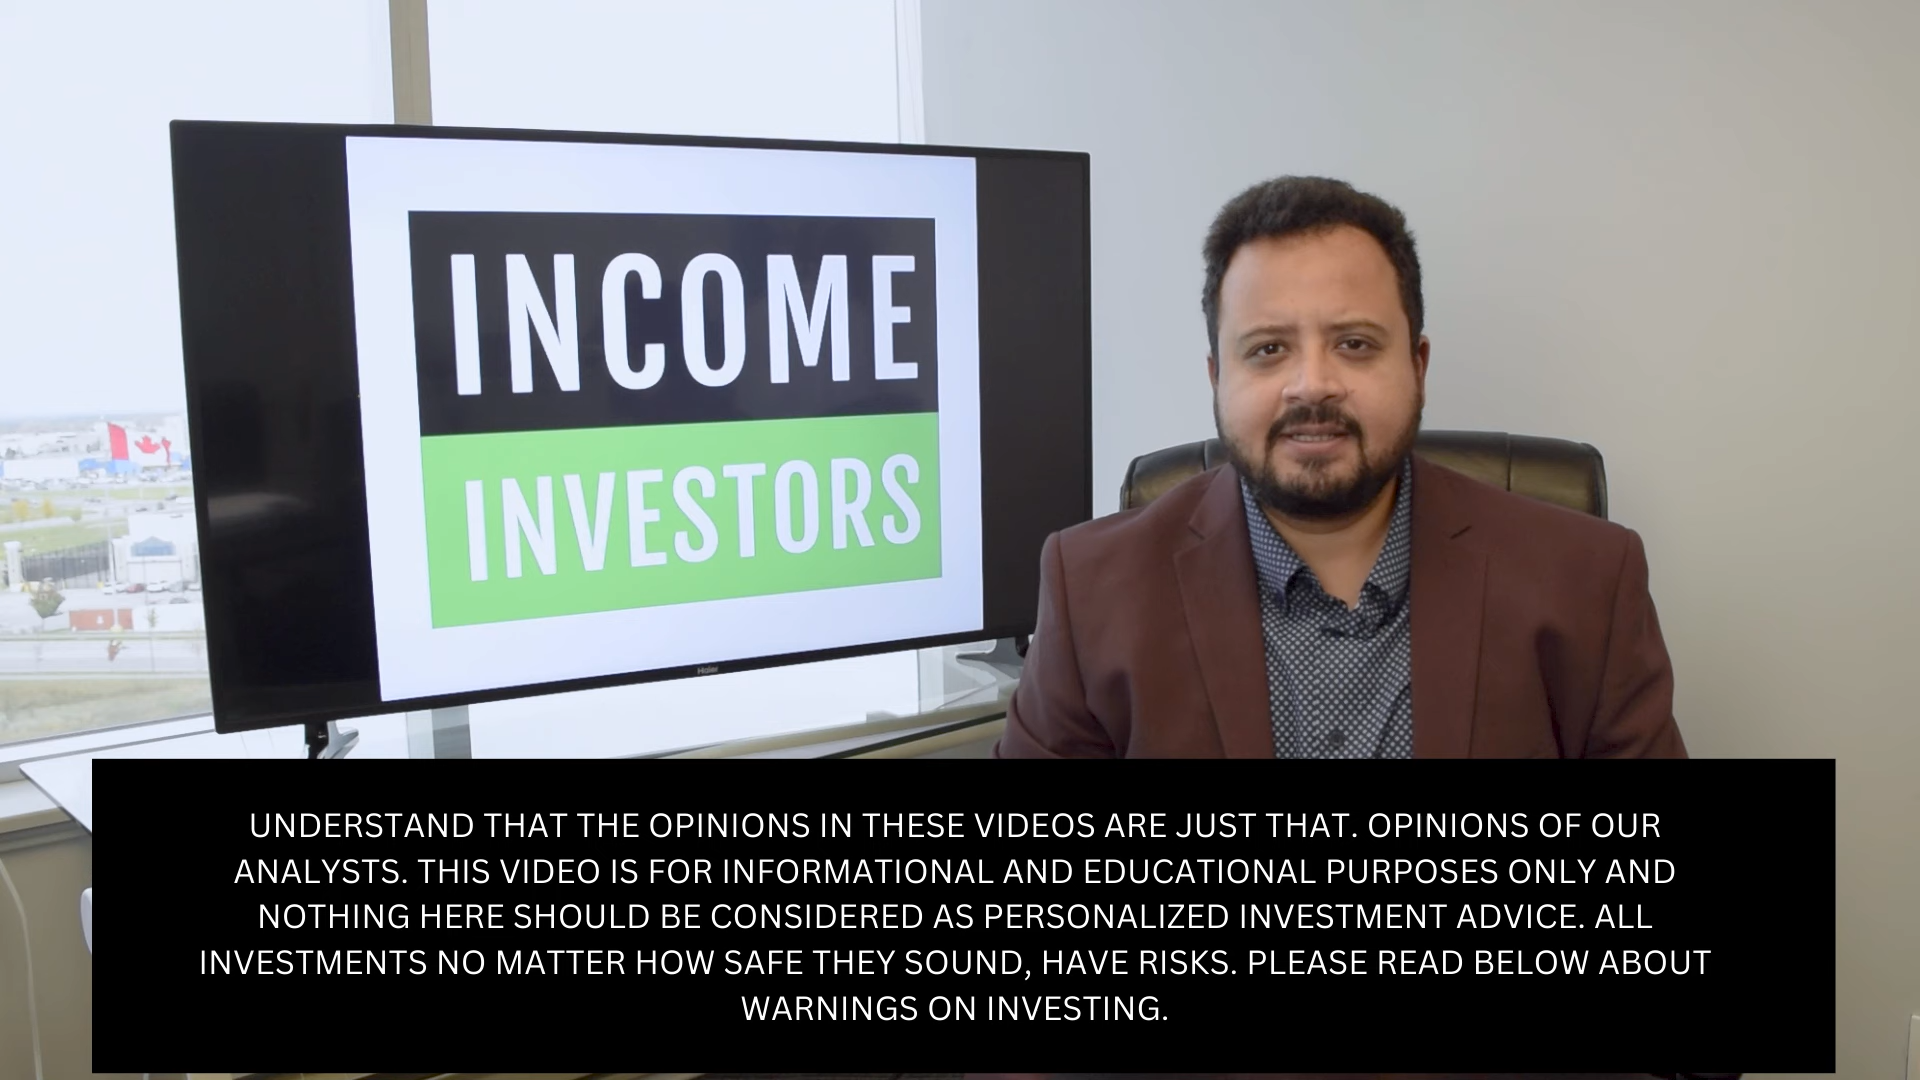 INCOME
INVESTORS
Haier
UNDERSTAND THAT THE OPINIONS IN THESE VIDEOS ARE JUST THAT. OPINIONS OF OUR
ANALYSTS. THIS VIDEO IS FOR INFORMATIONAL AND EDUCATIONAL PURPOSES ONLY AND
NOTHING HERE SHOULD BE CONSIDERED AS PERSONALIZED INVESTMENT ADVICE. ALL
INVESTMENTS NO MATTER HOW SAFE THEY SOUND, HAVE RISKS. PLEASE READ BELOW ABOUT
WARNINGS ON INVESTING.